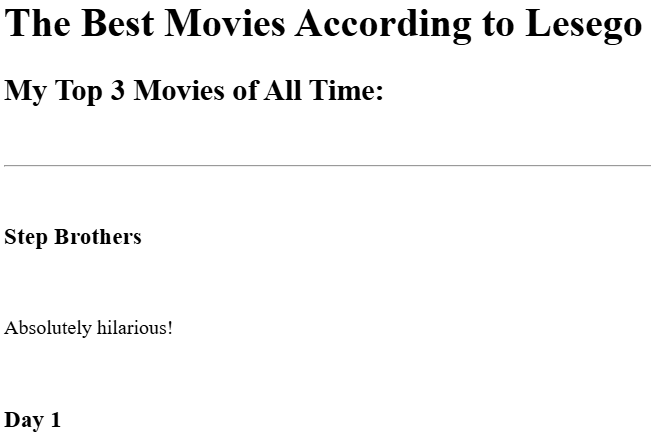 The Best Movies According to Lesego
My Top 3 Movies of All Time:
Step Brothers
Absolutely hilarious!
Day 1